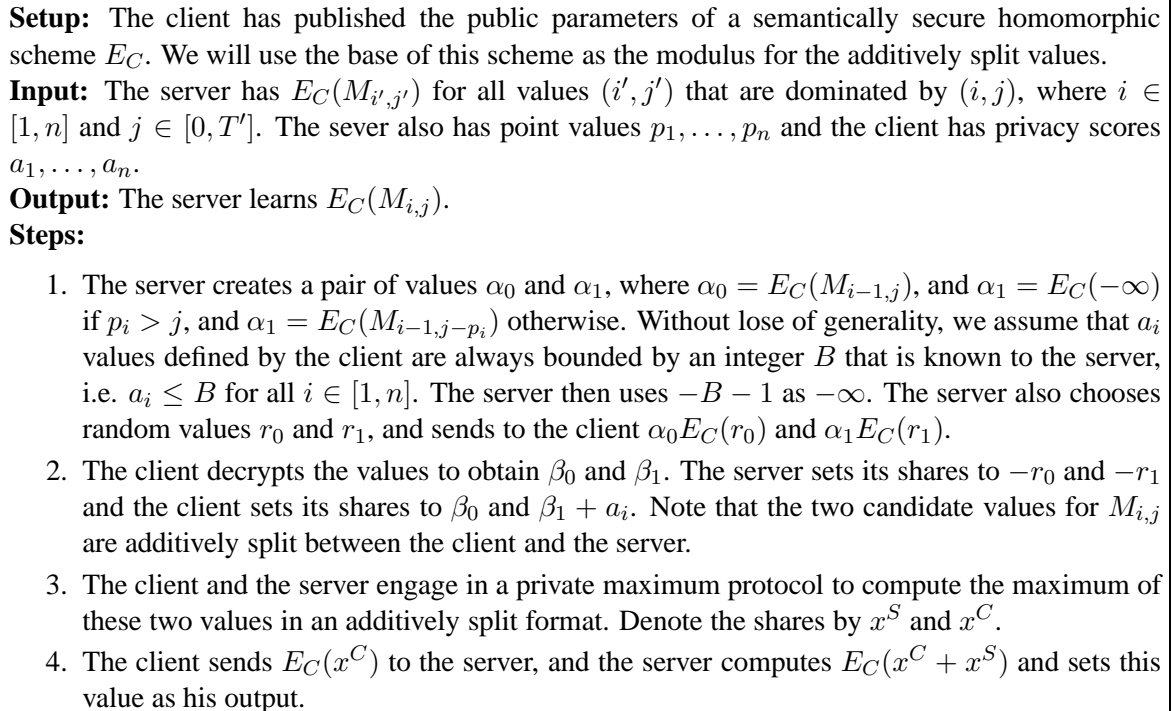 Setup: The client has published the public parameters of a semantically secure homomorphic
scheme E_C. We will use the base of this scheme as the modulus for the additively split values.
Input: The server has E_C(M_{i′,j′}) for all values (i′, j′) that are dominated by (i, j), where i ∈
[1, n] and j ∈ [0, T′]. The sever also has point values p_1, . . . , p_n and the client has privacy scores
a_1, . . . , a_n.
Output: The server learns E_C(M_{i,j}).
Steps:
1. The server creates a pair of values α_0 and α_1, where α_0 = E_C(M_{i−1,j}), and α_1 = E_C(−∞)
if p_i > j, and α_1 = E_C(M_{i−1,j−p_i}) otherwise. Without lose of generality, we assume that a_i
values defined by the client are always bounded by an integer B that is known to the server,
i.e. a_i ≤ B for all i ∈ [1, n]. The server then uses −B − 1 as −∞. The server also chooses
random values r_0 and r_1, and sends to the client α_0E_C(r_0) and α_1E_C(r_1).
2. The client decrypts the values to obtain β_0 and β_1. The server sets its shares to −r_0 and −r_1
and the client sets its shares to β_0 and β_1 + a_i. Note that the two candidate values for M_{i,j}
are additively split between the client and the server.
3. The client and the server engage in a private maximum protocol to compute the maximum of
these two values in an additively split format. Denote the shares by x^S and x^C.
4. The client sends E_C(x^C) to the server, and the server computes E_C(x^C + x^S) and sets this
value as his output.